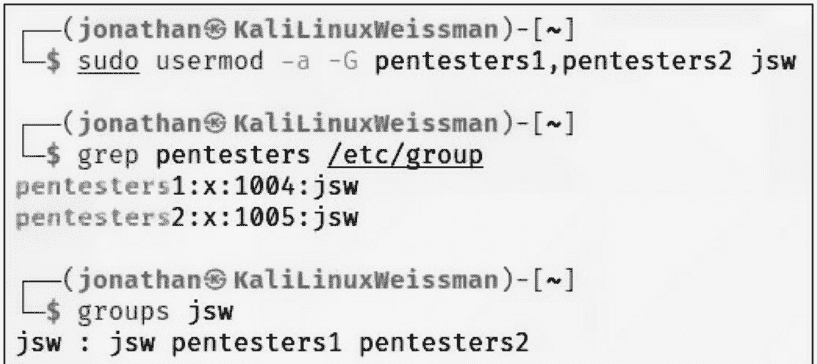 ┌──(jonathan㉿KaliLinuxWeissman)-[~]
└─$ sudo usermod -a -G pentesters1,pentesters2 jsw
┌──(jonathan㉿KaliLinuxWeissman)-[~]
└─$ grep pentesters /etc/group
pentesters1:x:1004:jsw
pentesters2:x:1005:jsw
┌──(jonathan㉿KaliLinuxWeissman)-[~]
└─$ groups jsw
jsw : jsw pentesters1 pentesters2